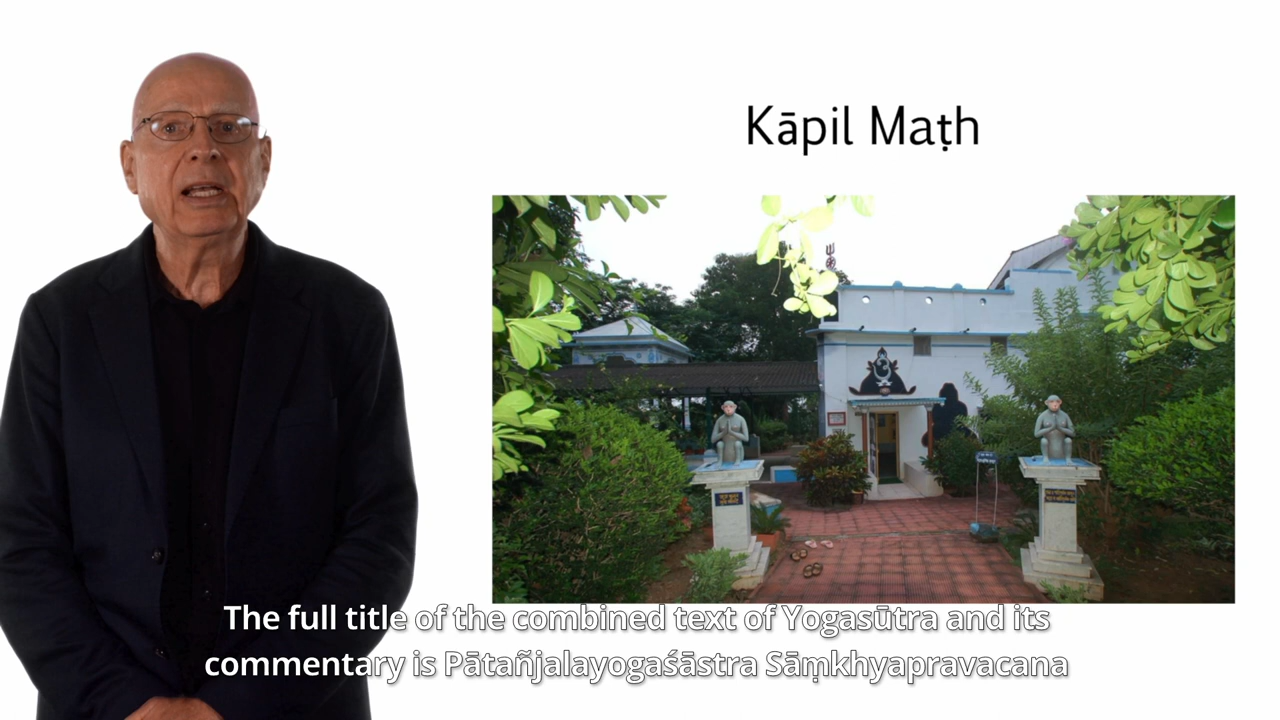 Kāpil Maṭh
The full title of the combined text of Yogasūtra and its
commentary is Pātañjalayogaśāstra Sāṃkhyapravacana